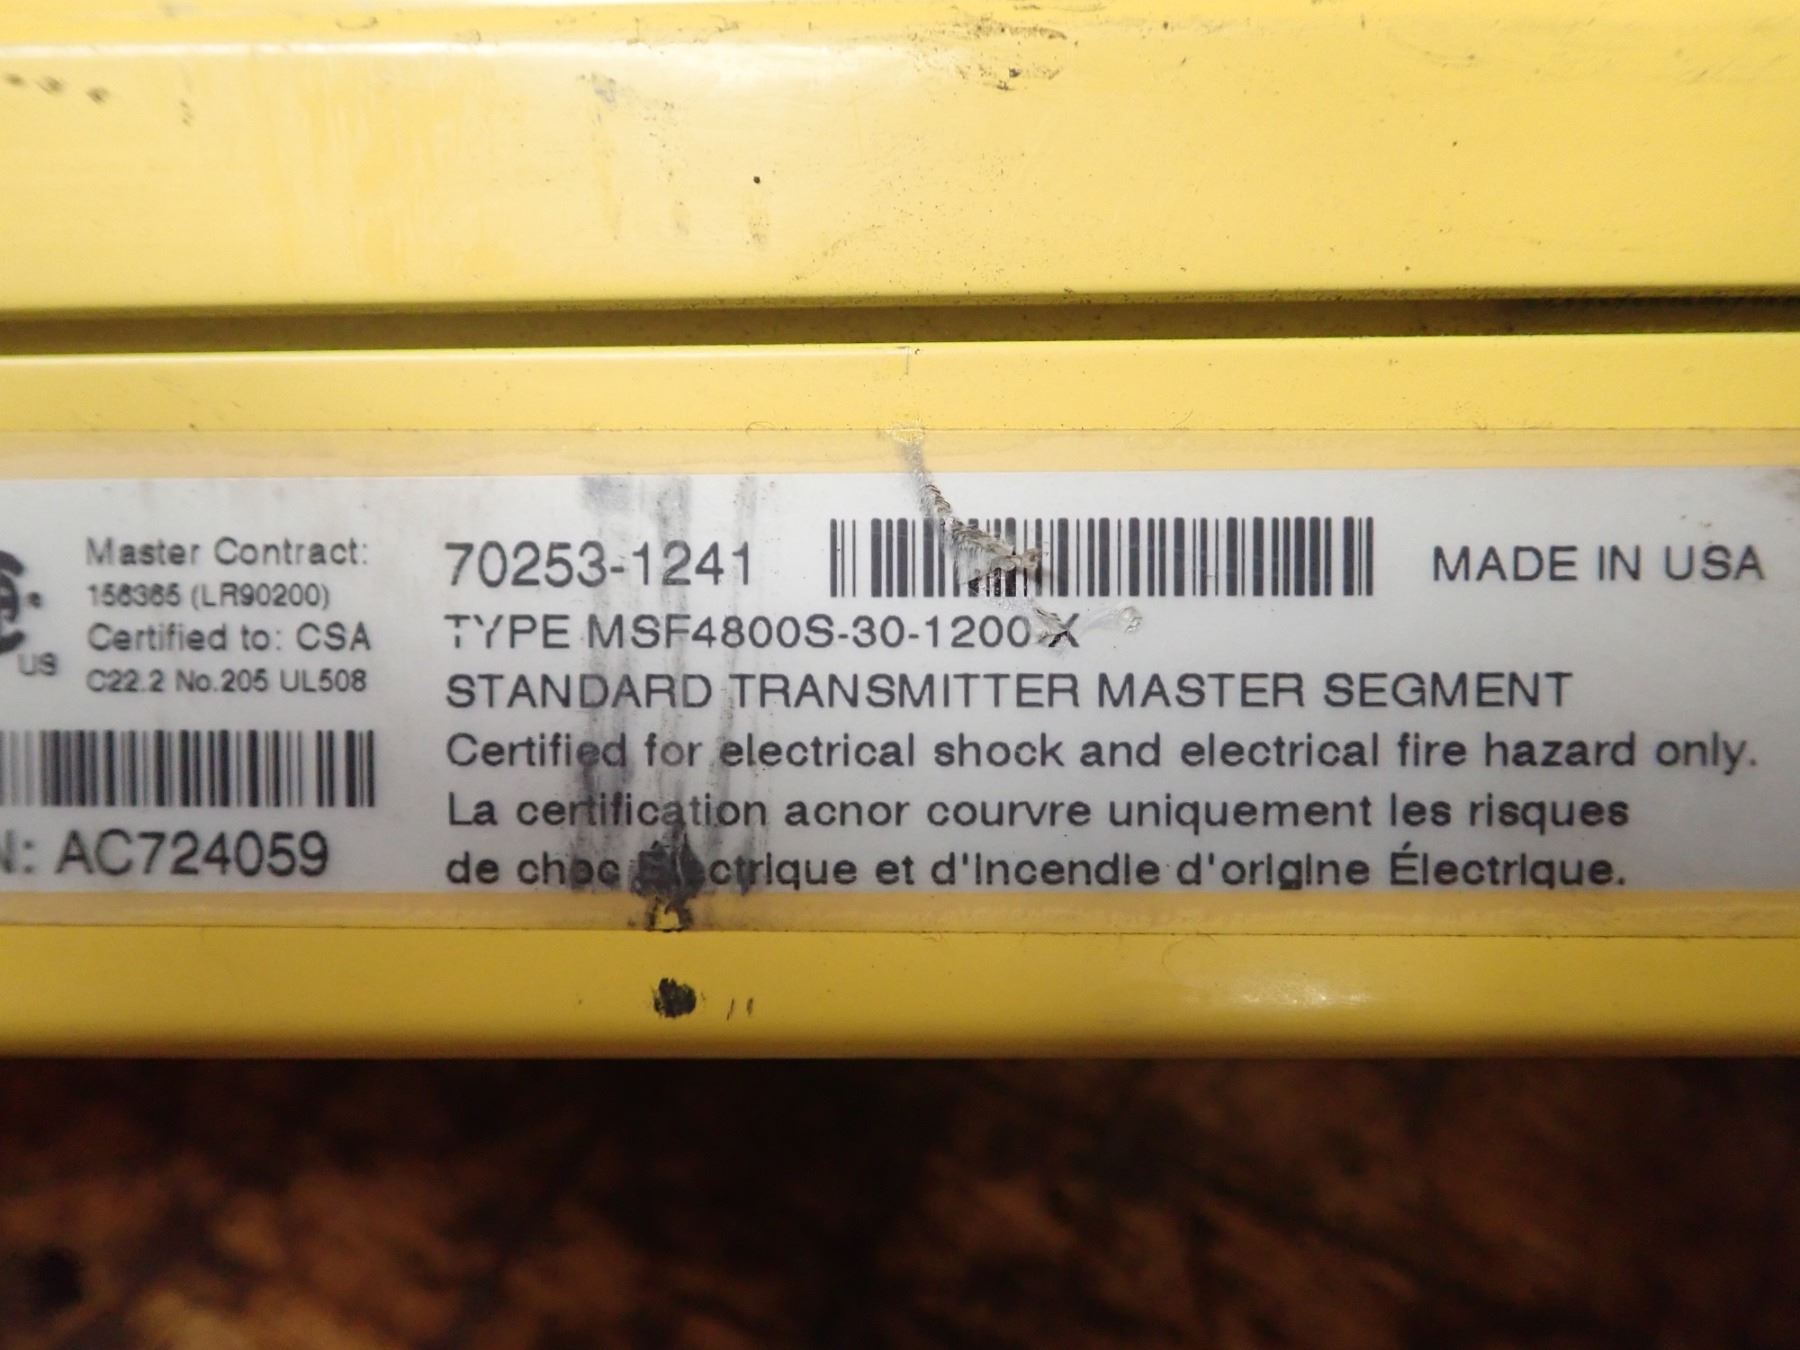 Master Contract:
156365 (LR90200)
Certified to: CSA
C22.2 No.205 UL508
US
N: AC724059
70253-1241
MADE IN USA
TYPE MSF4800S-30-1200-X
STANDARD TRANSMITTER MASTER SEGMENT
Certified for electrical shock and electrical fire hazard only.
La certification acnor courvre uniquement les risques
de choc Électrique et d'incendie d'origine Électrique.